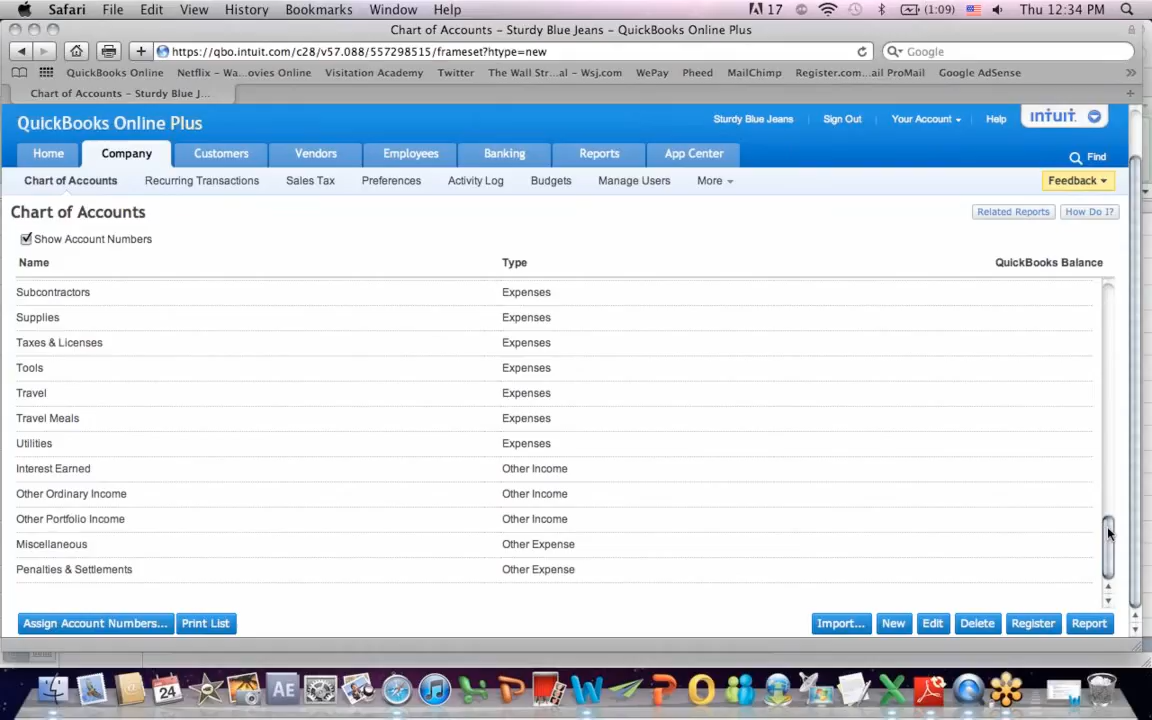 Safari File Edit View History Bookmarks Window Help 17 (1:09) Thu 12:34 PM
Chart of Accounts – Sturdy Blue Jeans – QuickBooks Online Plus
https://qbo.intuit.com/c28/v57.088/557298515/frameset?htype=new Google
QuickBooks Online Netflix – Wa...ovies Online Visitation Academy Twitter The Wall Str...al – Wsj.com WePay Pheed MailChimp Register.com...ail ProMail Google AdSense
Chart of Accounts – Sturdy Blue J...
QuickBooks Online Plus Sturdy Blue Jeans Sign Out Your Account Help intuit.
Home Company Customers Vendors Employees Banking Reports App Center Find
Chart of Accounts Recurring Transactions Sales Tax Preferences Activity Log Budgets Manage Users More Feedback
Chart of Accounts Related Reports How Do I?
Show Account Numbers
Name Type QuickBooks Balance
Subcontractors Expenses
Supplies Expenses
Taxes & Licenses Expenses
Tools Expenses
Travel Expenses
Travel Meals Expenses
Utilities Expenses
Interest Earned Other Income
Other Ordinary Income Other Income
Other Portfolio Income Other Income
Miscellaneous Other Expense
Penalties & Settlements Other Expense
Assign Account Numbers... Print List Import... New Edit Delete Register Report
24 AE